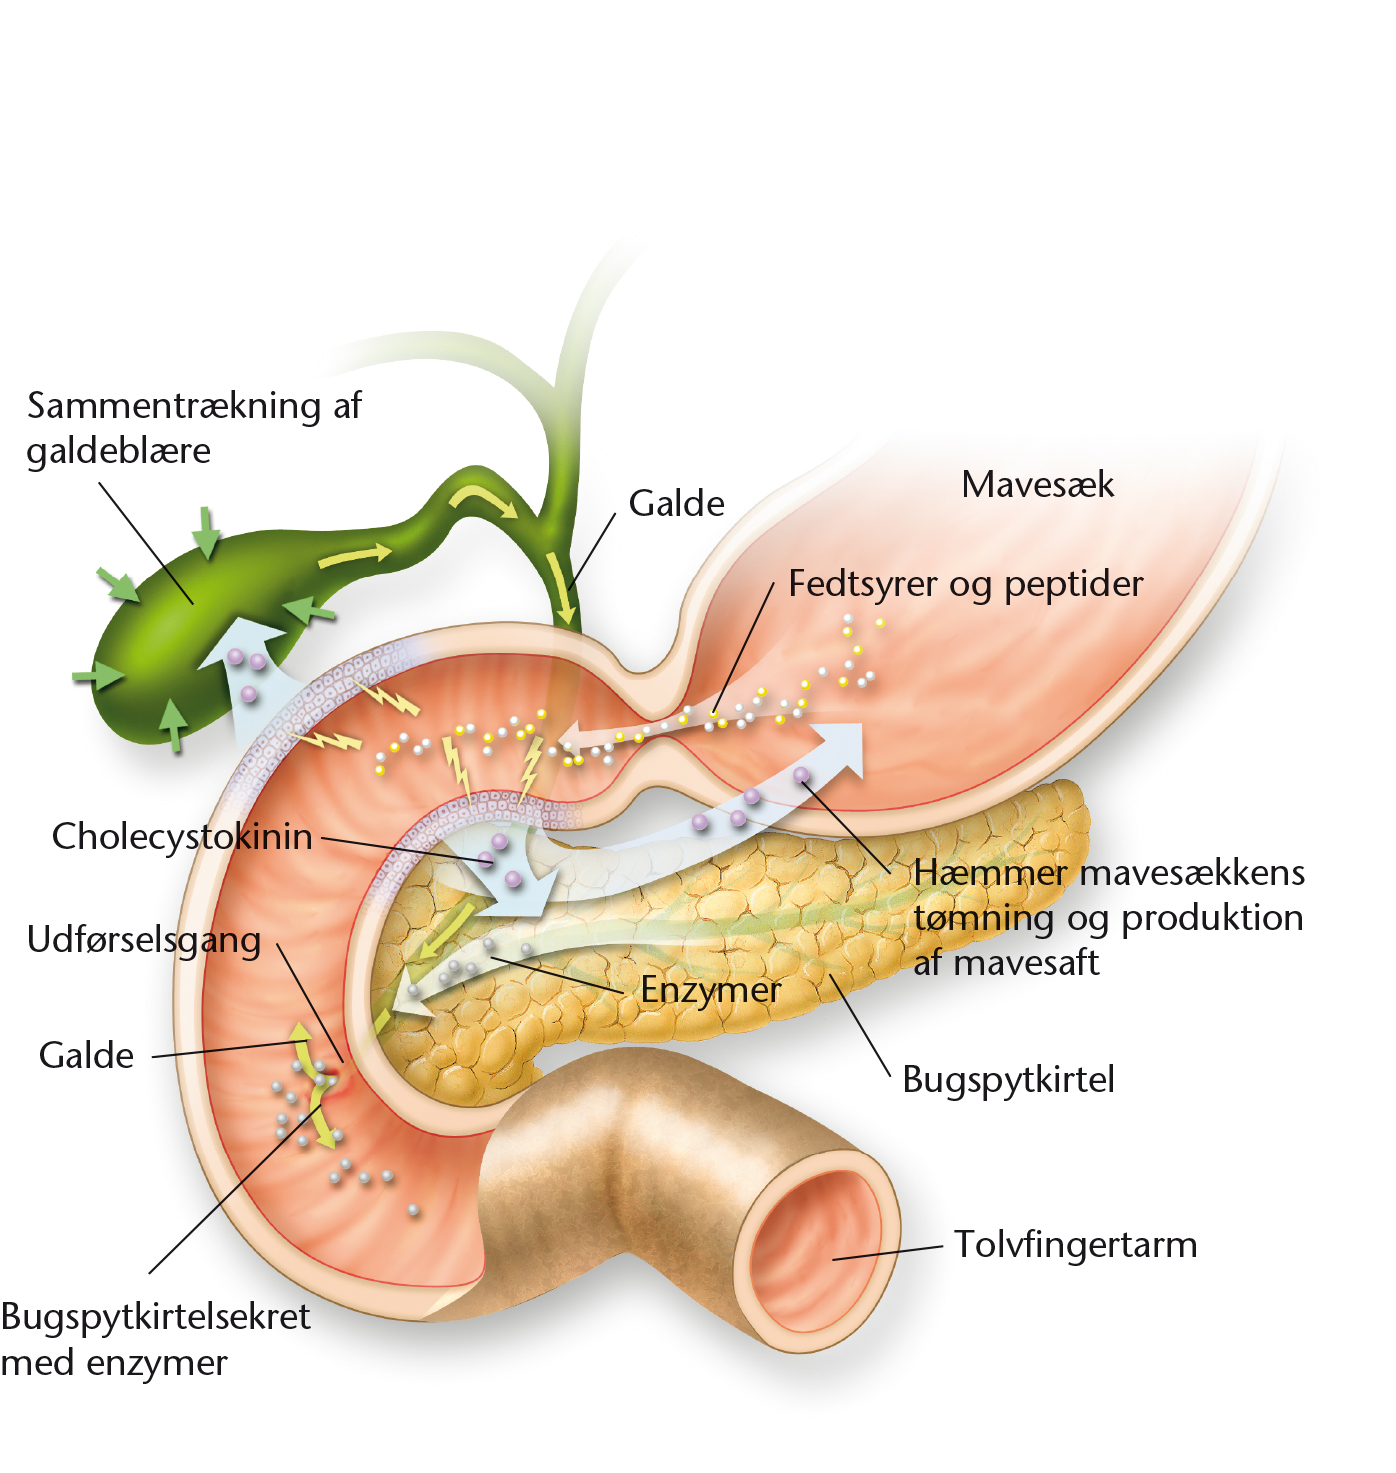 Sammentrækning af
galdeblære
Galde
Mavesæk
Fedtsyrer og peptider
Cholecystokinin
Hæmmer mavesækkens
tømning og produktion
af mavesaft
Udførselsgang
Enzymer
Galde
Bugspytkirtel
Tolvfingertarm
Bugspytkirtelsekret
med enzymer